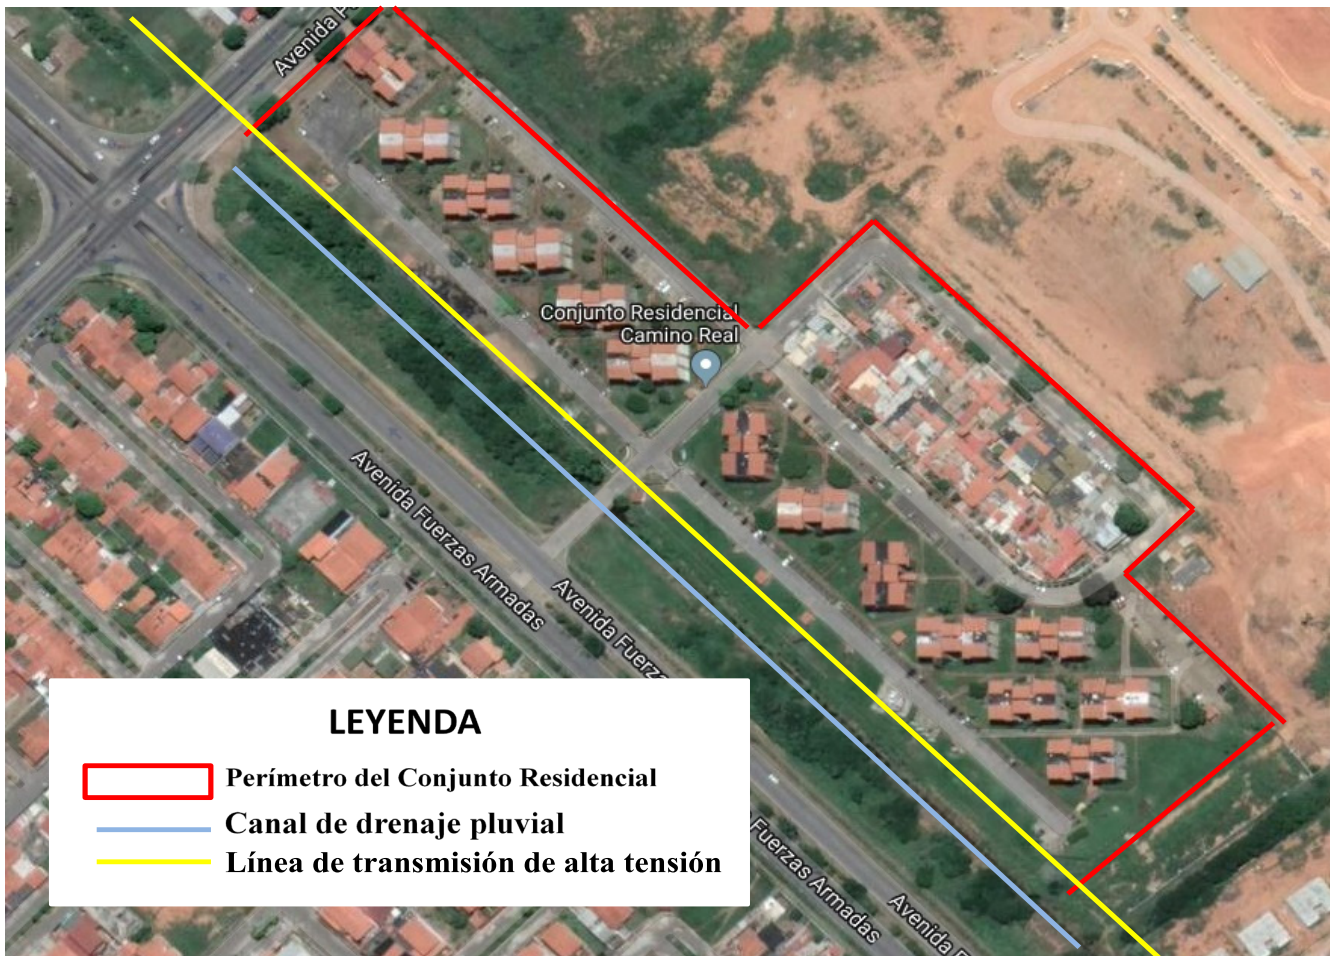 Avenida P
Conjunto Residencial
Camino Real
Avenida Fuerzas Armadas
Avenida Fuerza
Fuerzas Armadas
Avenida F
LEYENDA
Perímetro del Conjunto Residencial
Canal de drenaje pluvial
Línea de transmisión de alta tensión